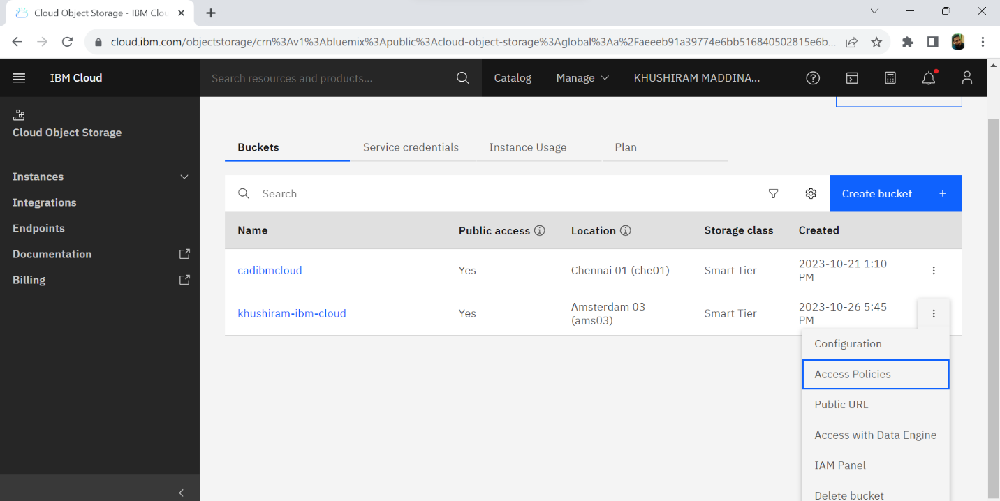 Cloud Object Storage - IBM Clou
cloud.ibm.com/objectstorage/crn%3Av1%3Abluemix%3Apublic%3Acloud-object-storage%3Aglobal%3Aa%2Faeeeb91a39774e6bb516840502815e6b...
IBM Cloud
Search resources and products...
Catalog
Manage
KHUSHIRAM MADDINA...
Cloud Object Storage
Instances
Integrations
Endpoints
Documentation
Billing
Buckets
Service credentials
Instance Usage
Plan
Search
Create bucket +
Name
Public access
Location
Storage class
Created
cadibmcloud
Yes
Chennai 01 (che01)
Smart Tier
2023-10-21 1:10
PM
khushiram-ibm-cloud
Yes
Amsterdam 03
(ams03)
Smart Tier
2023-10-26 5:45
PM
Configuration
Access Policies
Public URL
Access with Data Engine
IAM Panel
Delete bucket